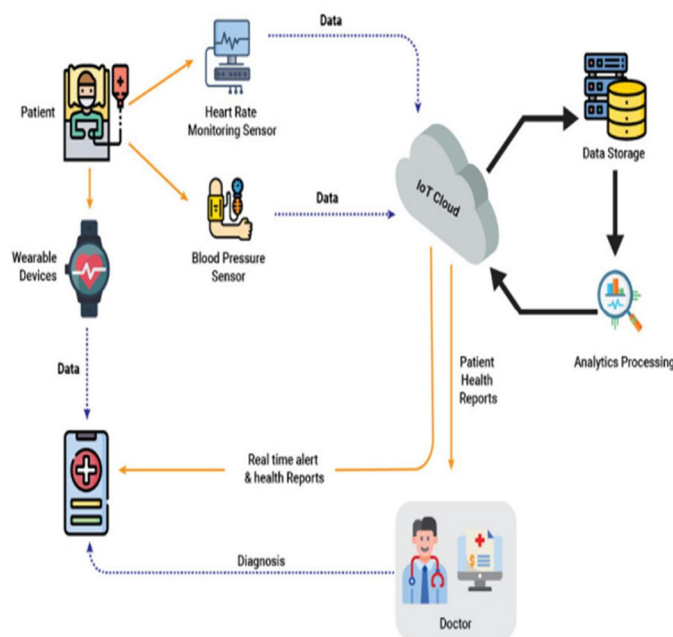 Data
Patient
Heart Rate
Monitoring Sensor
Data Storage
IoT Cloud
Data
Wearable
Devices
Blood Pressure
Sensor
Data
Patient
Health
Reports
Analytics Processing
Real time alert
& health Reports
Diagnosis
Doctor